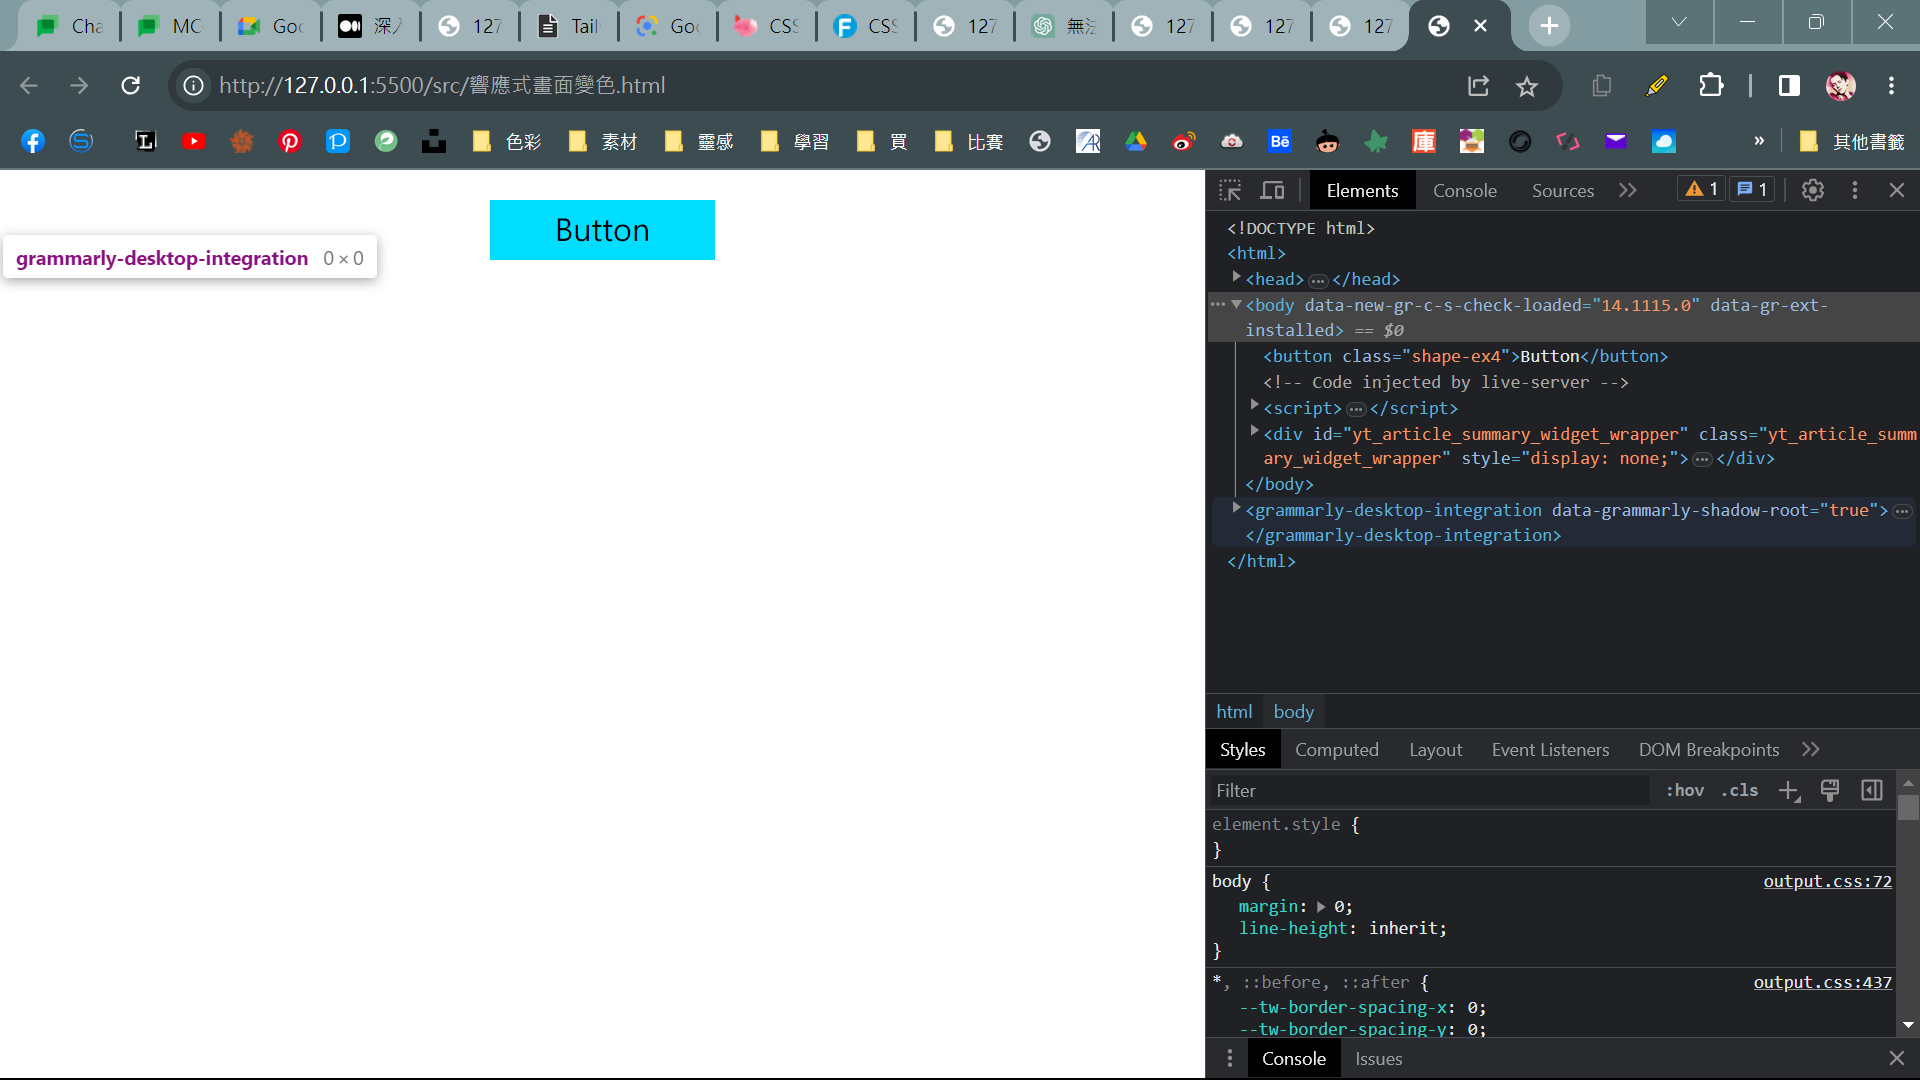 Cha
MC
Goo
深入
127
Tail
Goo
CSS
CSS
127
無法
127
127
127
http://127.0.0.1:5500/src/響應式畫面變色.html
色彩
素材
靈感
學習
買
比賽
Bē
庫
»
其他書籤
Button
grammarly-desktop-integration 0 × 0
Elements Console Sources 1 1
<!DOCTYPE html>
<html>
<head> … </head>
<body data-new-gr-c-s-check-loaded="14.1115.0" data-gr-ext-
installed> == $0
<button class="shape-ex4">Button</button>
<!-- Code injected by live-server -->
<script> … </script>
<div id="yt_article_summary_widget_wrapper" class="yt_article_summ
ary_widget_wrapper" style="display: none;"> … </div>
</body>
<grammarly-desktop-integration data-grammarly-shadow-root="true"> …
</grammarly-desktop-integration>
</html>
html body
Styles Computed Layout Event Listeners DOM Breakpoints
Filter :hov .cls
element.style {
}
body { output.css:72
margin: 0;
line-height: inherit;
}
*, ::before, ::after { output.css:437
--tw-border-spacing-x: 0;
--tw-border-spacing-y: 0;
Console Issues